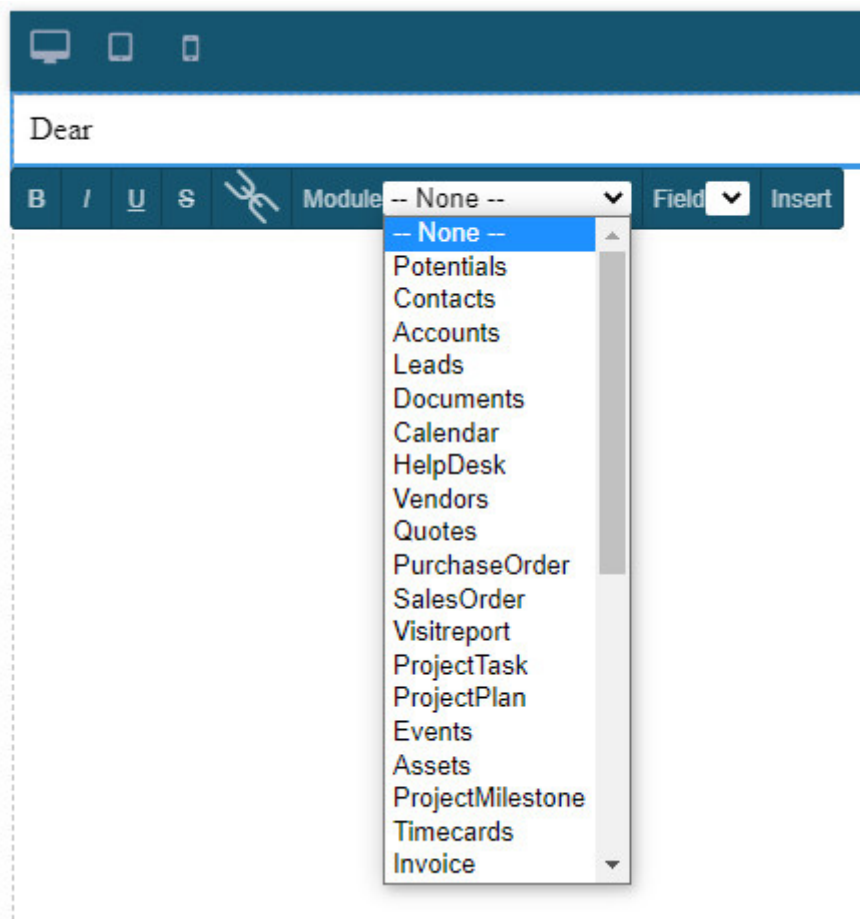 Dear
B I U S Module -- None -- Field Insert
-- None --
Potentials
Contacts
Accounts
Leads
Documents
Calendar
HelpDesk
Vendors
Quotes
PurchaseOrder
SalesOrder
Visitreport
ProjectTask
ProjectPlan
Events
Assets
ProjectMilestone
Timecards
Invoice